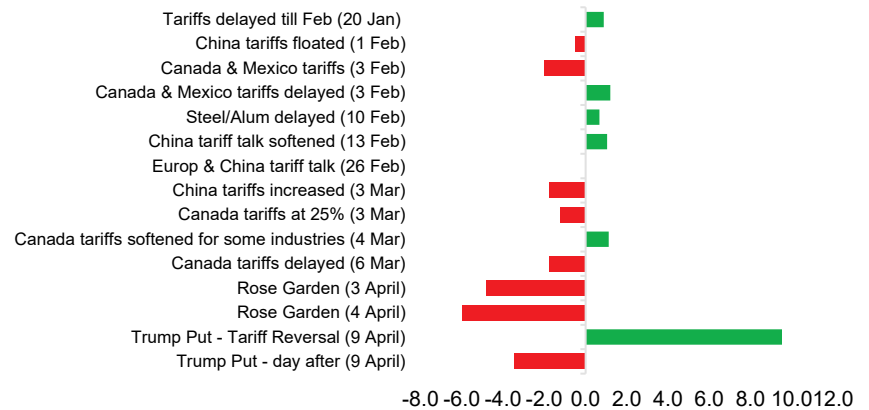 Tariffs delayed till Feb (20 Jan)
China tariffs floated (1 Feb)
Canada & Mexico tariffs (3 Feb)
Canada & Mexico tariffs delayed (3 Feb)
Steel/Alum delayed (10 Feb)
China tariff talk softened (13 Feb)
Europ & China tariff talk (26 Feb)
China tariffs increased (3 Mar)
Canada tariffs at 25% (3 Mar)
Canada tariffs softened for some industries (4 Mar)
Canada tariffs delayed (6 Mar)
Rose Garden (3 April)
Rose Garden (4 April)
Trump Put - Tariff Reversal (9 April)
Trump Put - day after (9 April)
-8.0 -6.0 -4.0 -2.0 0.0 2.0 4.0 6.0 8.0 10.0 12.0